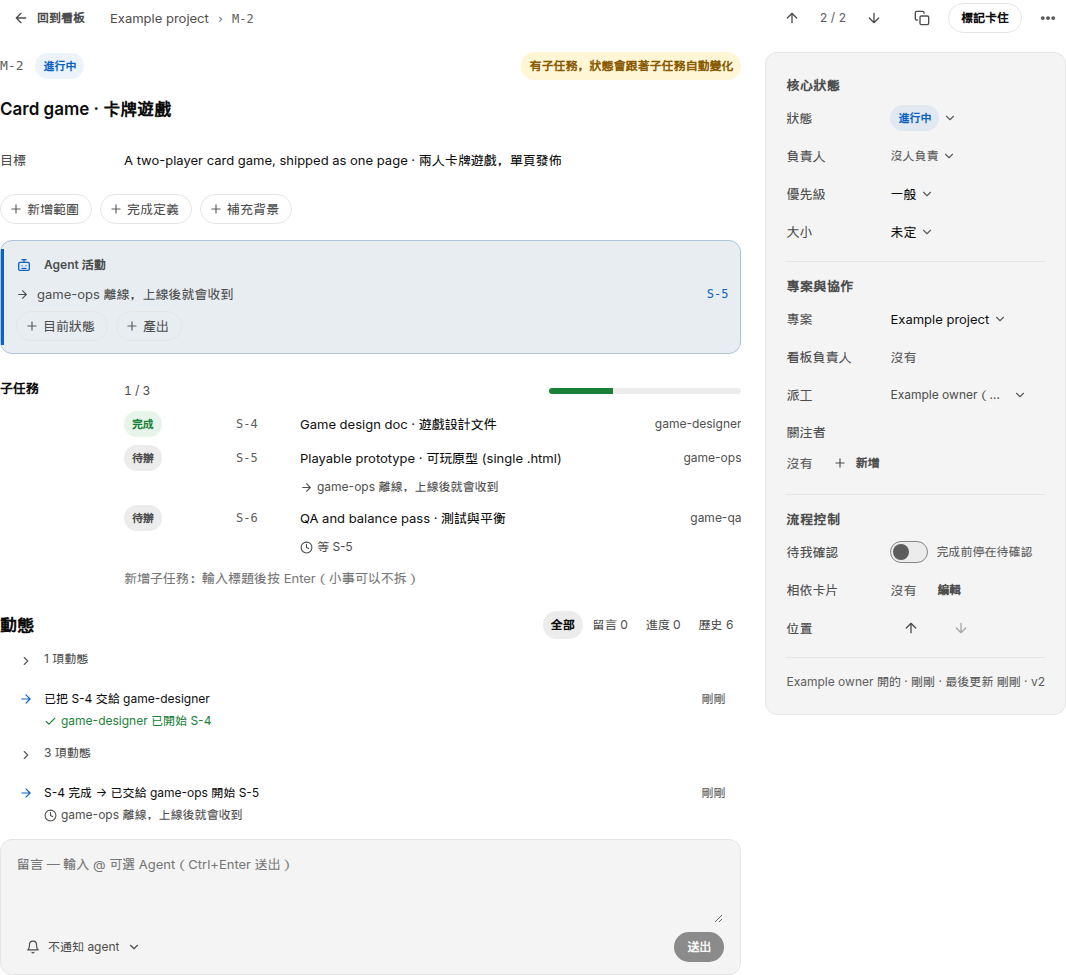 回到看板 Example project › M-2 2 / 2 標記卡住
M-2 進行中 有子任務，狀態會跟著子任務自動變化
Card game · 卡牌遊戲
目標 A two-player card game, shipped as one page · 兩人卡牌遊戲，單頁發佈
新增範圍 完成定義 補充背景
Agent 活動
→ game-ops 離線，上線後就會收到 S-5
目前狀態 產出
子任務 1 / 3
完成 S-4 Game design doc · 遊戲設計文件 game-designer
待辦 S-5 Playable prototype · 可玩原型 (single .html) game-ops
→ game-ops 離線，上線後就會收到
待辦 S-6 QA and balance pass · 測試與平衡 game-qa
等 S-5
新增子任務：輸入標題後按 Enter（小事可以不拆）
動態 全部 留言 0 進度 0 歷史 6
1 項動態
已把 S-4 交給 game-designer 剛剛
game-designer 已開始 S-4
3 項動態
S-4 完成 → 已交給 game-ops 開始 S-5 剛剛
game-ops 離線，上線後就會收到
留言 — 輸入 @ 可選 Agent（Ctrl+Enter 送出）
不通知 agent 送出
核心狀態
狀態 進行中
負責人 沒人負責
優先級 一般
大小 未定
專案與協作
專案 Example project
看板負責人 沒有
派工 Example owner (...
關注者
沒有 + 新增
流程控制
待我確認 完成前停在待確認
相依卡片 沒有 編輯
位置
Example owner 開的 · 剛剛 · 最後更新 剛剛 · v2